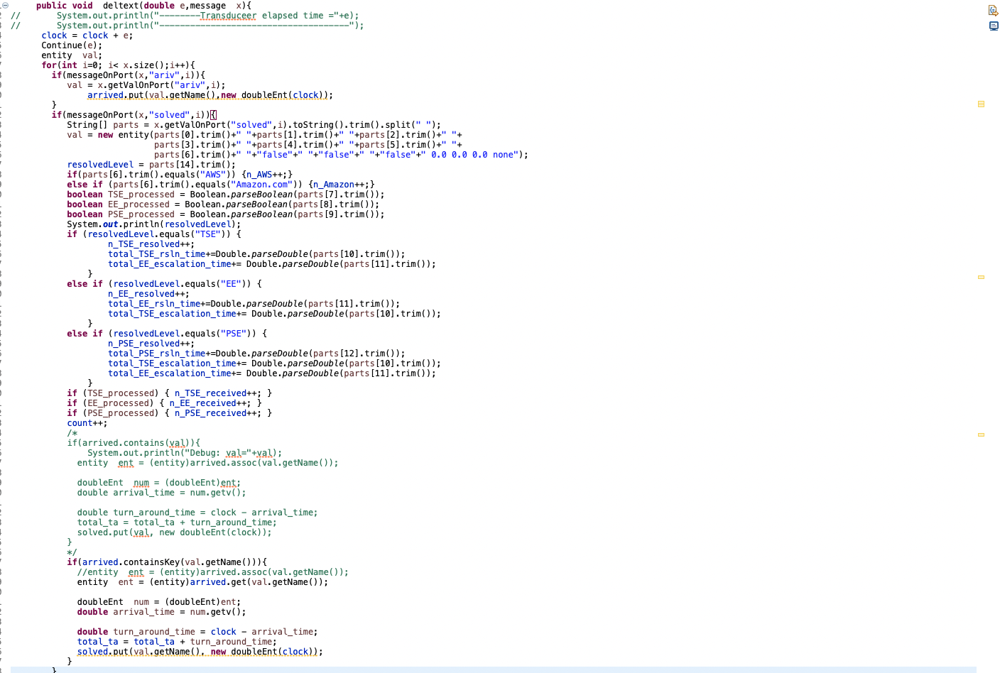 public void  deltext(double e,message  x){
//       System.out.println("--------Transduceer elapsed time ="+e);
//       System.out.println("-------------------------------------");
clock = clock + e;
Continue(e);
entity  val;
for(int i=0; i< x.size();i++){
if(messageOnPort(x,"ariv",i)){
val = x.getValOnPort("ariv",i);
arrived.put(val.getName(),new doubleEnt(clock));
}
if(messageOnPort(x,"solved",i)){
String[] parts = x.getValOnPort("solved",i).toString().trim().split(" ");
val = new entity(parts[0].trim()+" "+parts[1].trim()+" "+parts[2].trim()+" "+
parts[3].trim()+" "+parts[4].trim()+" "+parts[5].trim()+" "+
parts[6].trim()+" "+"false"+" "+"false"+" "+"false"+" 0.0 0.0 0.0 none");
resolvedLevel = parts[14].trim();
if(parts[6].trim().equals("AWS")) {n_AWS++;}
else if (parts[6].trim().equals("Amazon.com")) {n_Amazon++;}
boolean TSE_processed = Boolean.parseBoolean(parts[7].trim());
boolean EE_processed = Boolean.parseBoolean(parts[8].trim());
boolean PSE_processed = Boolean.parseBoolean(parts[9].trim());
System.out.println(resolvedLevel);
if (resolvedLevel.equals("TSE")) {
n_TSE_resolved++;
total_TSE_rsln_time+=Double.parseDouble(parts[10].trim());
total_EE_escalation_time+= Double.parseDouble(parts[11].trim());
}
else if (resolvedLevel.equals("EE")) {
n_EE_resolved++;
total_EE_rsln_time+=Double.parseDouble(parts[11].trim());
total_TSE_escalation_time+= Double.parseDouble(parts[10].trim());
}
else if (resolvedLevel.equals("PSE")) {
n_PSE_resolved++;
total_PSE_rsln_time+=Double.parseDouble(parts[12].trim());
total_TSE_escalation_time+= Double.parseDouble(parts[10].trim());
total_EE_escalation_time+= Double.parseDouble(parts[11].trim());
}
if (TSE_processed) { n_TSE_received++; }
if (EE_processed) { n_EE_received++; }
if (PSE_processed) { n_PSE_received++; }
count++;
/*
if(arrived.contains(val)){
System.out.println("Debug: val="+val);
entity  ent = (entity)arrived.assoc(val.getName());
doubleEnt  num = (doubleEnt)ent;
double arrival_time = num.getv();
double turn_around_time = clock - arrival_time;
total_ta = total_ta + turn_around_time;
solved.put(val, new doubleEnt(clock));
}
*/
if(arrived.containsKey(val.getName())){
//entity  ent = (entity)arrived.assoc(val.getName());
entity  ent = (entity)arrived.get(val.getName());
doubleEnt  num = (doubleEnt)ent;
double arrival_time = num.getv();
double turn_around_time = clock - arrival_time;
total_ta = total_ta + turn_around_time;
solved.put(val.getName(), new doubleEnt(clock));
}
}